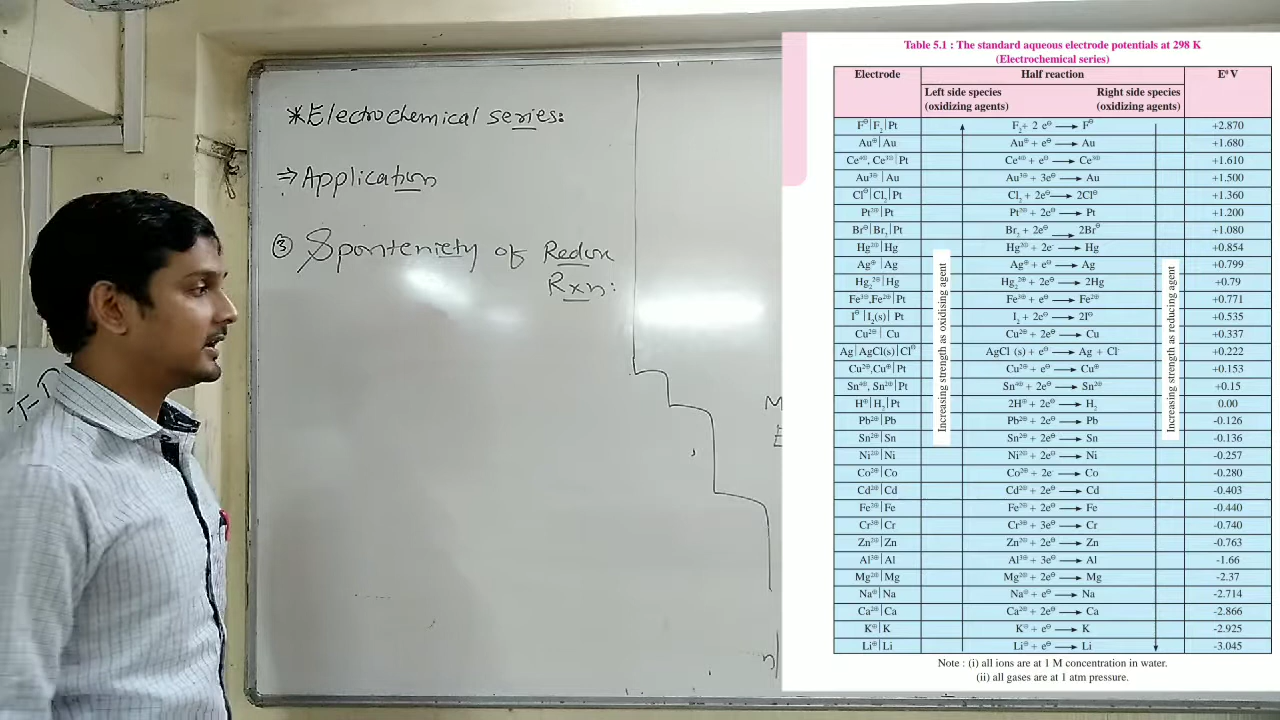 *Electrochemical series:
⇒ Application
③ Sponteniety of Redox
Rxn:
Table 5.1 : The standard aqueous electrode potentials at 298 K
(Electrochemical series)
Electrode Half reaction E° V
Left side species Right side species
(oxidizing agents) (oxidizing agents)
F⊖|F₂|Pt F₂+ 2 e⊖ ⟶ F⊖ +2.870
Au⊕|Au Au⊕ + e⊖ ⟶ Au +1.680
Ce⁴⊕, Ce³⊕|Pt Ce⁴⊕ + e⊖ ⟶ Ce³⊕ +1.610
Au³⊕|Au Au³⊕ + 3e⊖ ⟶ Au +1.500
Cl⊖|Cl₂|Pt Cl₂ + 2e⊖ ⟶ 2Cl⊖ +1.360
Pt²⊕|Pt Pt²⊕ + 2e⊖ ⟶ Pt +1.200
Br⊖|Br₂|Pt Br₂ + 2e⊖ ⟶ 2Br⊖ +1.080
Hg²⊕|Hg Hg²⊕ + 2e⁻ ⟶ Hg +0.854
Ag⊕|Ag Ag⊕ + e⊖ ⟶ Ag +0.799
Hg₂²⊕|Hg Hg₂²⊕ + 2e⊖ ⟶ 2Hg +0.79
Fe³⊕,Fe²⊕|Pt Fe³⊕ + e⊖ ⟶ Fe²⊕ +0.771
I⊖|I₂(s)| Pt I₂ + 2e⊖ ⟶ 2I⊖ +0.535
Cu²⊕| Cu Cu²⊕ + 2e⊖ ⟶ Cu +0.337
Ag|AgCl(s)|Cl⊖ AgCl (s) + e⊖ ⟶ Ag + Cl⁻ +0.222
Cu²⊕,Cu⊕|Pt Cu²⊕ + e⊖ ⟶ Cu⊕ +0.153
Sn⁴⊕, Sn²⊕|Pt Sn⁴⊕ + 2e⊖ ⟶ Sn²⊕ +0.15
H⊕|H₂|Pt 2H⊕ + 2e⊖ ⟶ H₂ 0.00
Pb²⊕|Pb Pb²⊕ + 2e⊖ ⟶ Pb -0.126
Sn²⊕|Sn Sn²⊕ + 2e⊖ ⟶ Sn -0.136
Ni²⊕|Ni Ni²⊕ + 2e⊖ ⟶ Ni -0.257
Co²⊕|Co Co²⊕ + 2e⁻ ⟶ Co -0.280
Cd²⊕|Cd Cd²⊕ + 2e⊖ ⟶ Cd -0.403
Fe²⊕|Fe Fe²⊕ + 2e⊖ ⟶ Fe -0.440
Cr³⊕|Cr Cr³⊕ + 3e⊖ ⟶ Cr -0.740
Zn²⊕|Zn Zn²⊕ + 2e⊖ ⟶ Zn -0.763
Al³⊕|Al Al³⊕ + 3e⊖ ⟶ Al -1.66
Mg²⊕|Mg Mg²⊕ + 2e⊖ ⟶ Mg -2.37
Na⊕|Na Na⊕ + e⊖ ⟶ Na -2.714
Ca²⊕|Ca Ca²⊕ + 2e⊖ ⟶ Ca -2.866
K⊕|K K⊕ + e⊖ ⟶ K -2.925
Li⊕|Li Li⊕ + e⊖ ⟶ Li -3.045
Increasing strength as oxidising agent
Increasing strength as reducing agent
Note : (i) all ions are at 1 M concentration in water.
(ii) all gases are at 1 atm pressure.